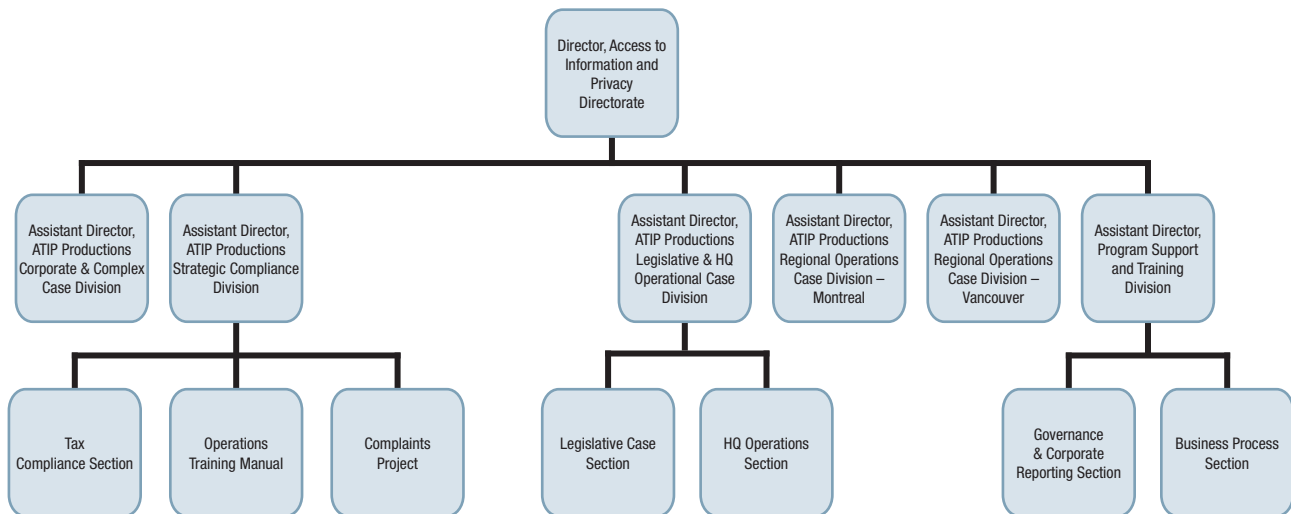 Director, Access to
Information and
Privacy
Directorate
Assistant Director,
ATIP Productions
Corporate & Complex
Case Division
Assistant Director,
ATIP Productions
Strategic Compliance
Division
Assistant Director,
ATIP Productions
Legislative & HQ
Operational Case
Division
Assistant Director,
ATIP Productions
Regional Operations
Case Division –
Montreal
Assistant Director,
ATIP Productions
Regional Operations
Case Division –
Vancouver
Assistant Director,
Program Support
and Training
Division
Tax
Compliance Section
Operations
Training Manual
Complaints
Project
Legislative Case
Section
HQ Operations
Section
Governance
& Corporate
Reporting Section
Business Process
Section